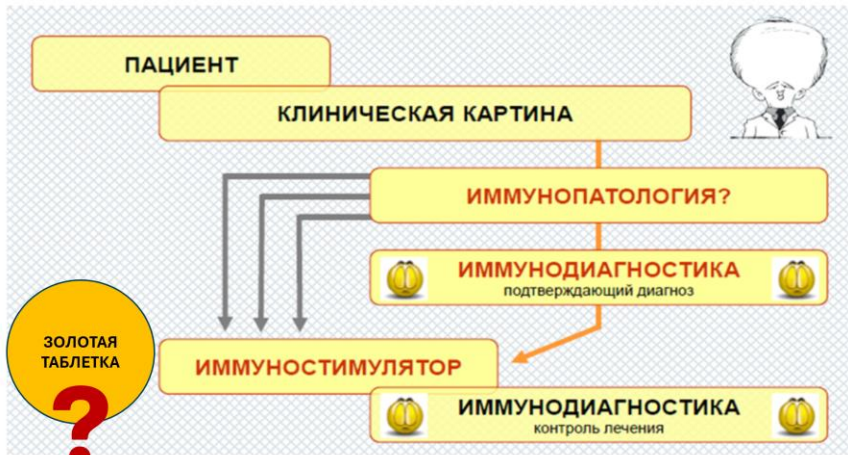 ПАЦИЕНТ
КЛИНИЧЕСКАЯ КАРТИНА
ИММУНОПАТОЛОГИЯ?
ИММУНОДИАГНОСТИКА
подтверждающий диагноз
ЗОЛОТАЯ
ТАБЛЕТКА
?
ИММУНОСТИМУЛЯТОР
ИММУНОДИАГНОСТИКА
контроль лечения